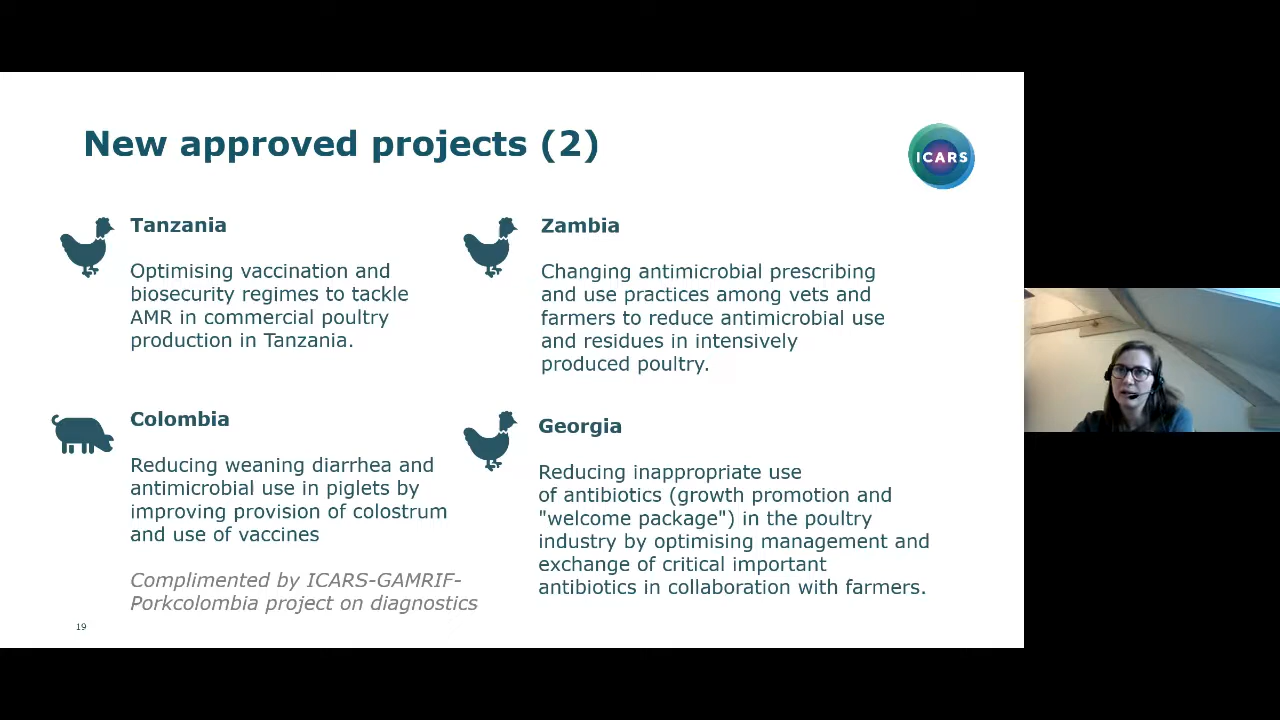 New approved projects (2)
ICARS
Tanzania
Optimising vaccination and
biosecurity regimes to tackle
AMR in commercial poultry
production in Tanzania.
Zambia
Changing antimicrobial prescribing
and use practices among vets and
farmers to reduce antimicrobial use
and residues in intensively
produced poultry.
Colombia
Reducing weaning diarrhea and
antimicrobial use in piglets by
improving provision of colostrum
and use of vaccines
Complimented by ICARS-GAMRIF-
Porkcolombia project on diagnostics
Georgia
Reducing inappropriate use
of antibiotics (growth promotion and
"welcome package") in the poultry
industry by optimising management and
exchange of critical important
antibiotics in collaboration with farmers.
19